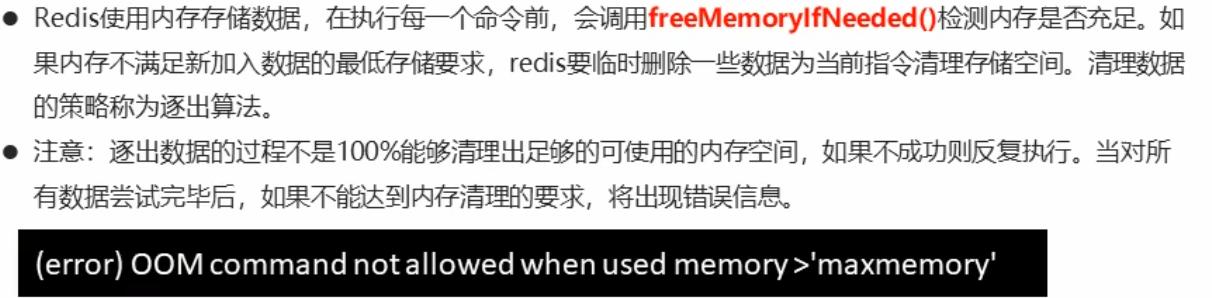 ● Redis使用内存存储数据，在执行每一个命令前，会调用freeMemoryIfNeeded()检测内存是否充足。如
果内存不满足新加入数据的最低存储要求，redis要临时删除一些数据为当前指令清理存储空间。清理数据
的策略称为逐出算法。
● 注意：逐出数据的过程不是100%能够清理出足够的可使用的内存空间，如果不成功则反复执行。当对所
有数据尝试完毕后，如果不能达到内存清理的要求，将出现错误信息。
(error) OOM command not allowed when used memory >'maxmemory'